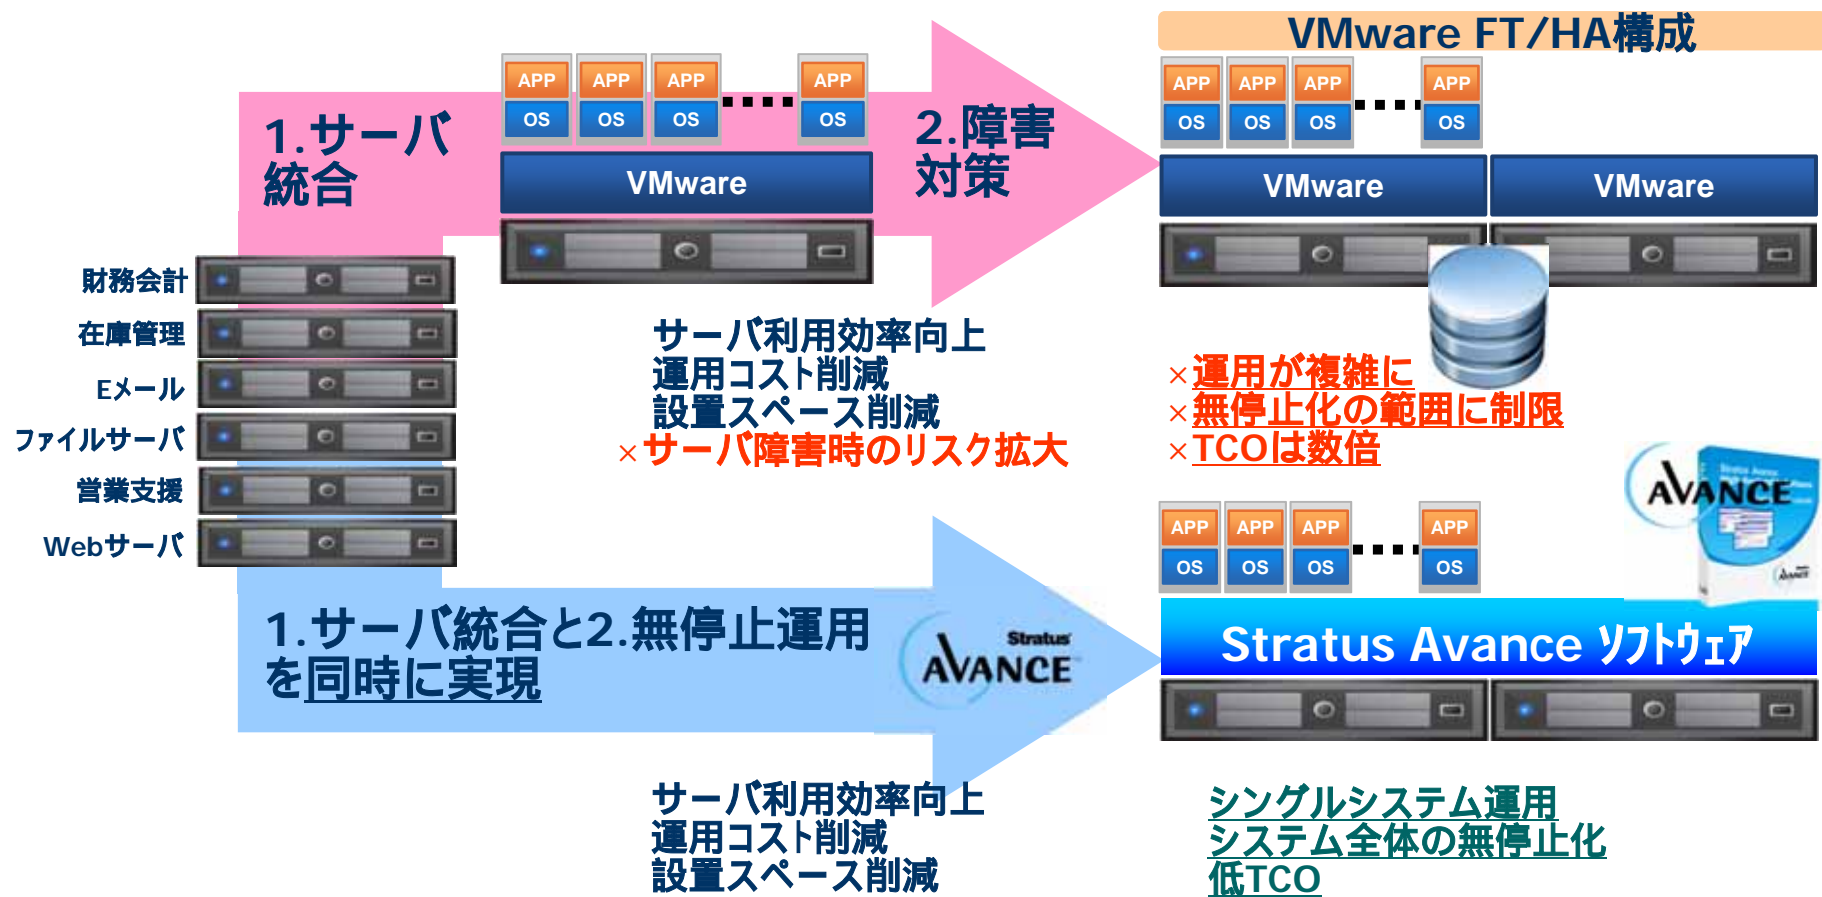 VMware FT/HA構成
APP APP APP APP
OS OS OS OS
1.サーバ
統合
VMware
2.障害
対策
APP APP APP APP
OS OS OS OS
VMware VMware
財務会計
在庫管理
Eメール
ファイルサーバ
営業支援
Webサーバ
サーバ利用効率向上
運用コスト削減
設置スペース削減
×サーバ障害時のリスク拡大
×運用が複雑に
×無停止化の範囲に制限
×TCOは数倍
AVANCE
Stratus Avance
AVANCE
APP APP APP APP
OS OS OS OS
1.サーバ統合と2.無停止運用
を同時に実現
Stratus
AVANCE
Stratus Avance ソフトウェア
サーバ利用効率向上
運用コスト削減
設置スペース削減
シングルシステム運用
システム全体の無停止化
低TCO